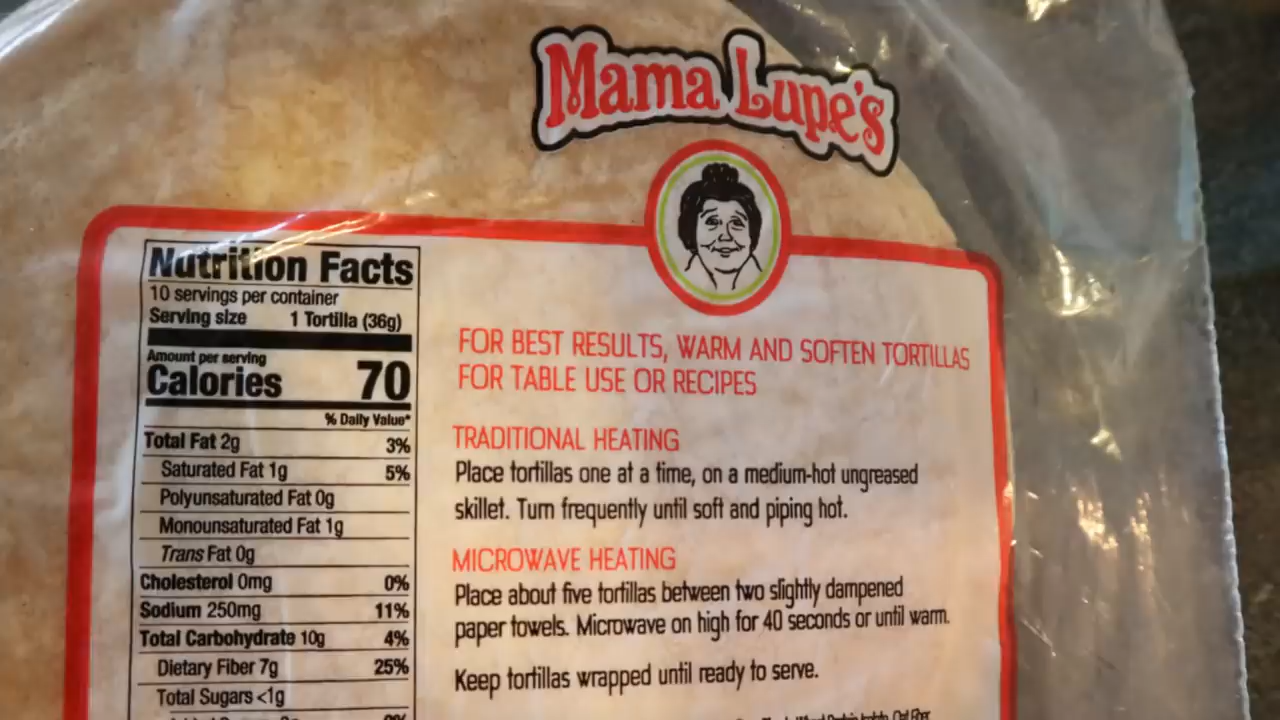 Mama Lupe's
Nutrition Facts
10 servings per container
Serving size 1 Tortilla (36g)
Amount per serving
Calories 70
% Daily Value*
Total Fat 2g 3%
Saturated Fat 1g 5%
Polyunsaturated Fat 0g
Monounsaturated Fat 1g
Trans Fat 0g
Cholesterol 0mg 0%
Sodium 250mg 11%
Total Carbohydrate 10g 4%
Dietary Fiber 7g 25%
Total Sugars <1g
FOR BEST RESULTS, WARM AND SOFTEN TORTILLAS
FOR TABLE USE OR RECIPES
TRADITIONAL HEATING
Place tortillas one at a time, on a medium-hot ungreased
skillet. Turn frequently until soft and piping hot.
MICROWAVE HEATING
Place about five tortillas between two slightly dampened
paper towels. Microwave on high for 40 seconds or until warm.
Keep tortillas wrapped until ready to serve.